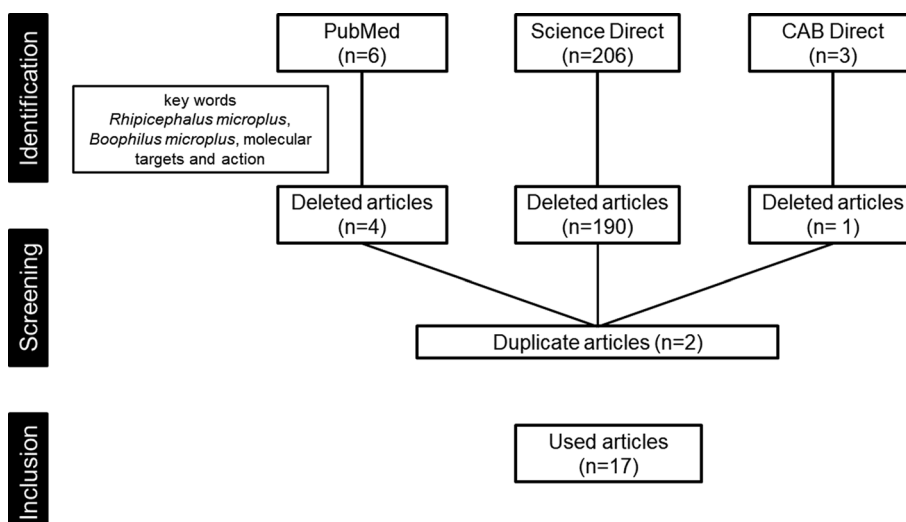 Identification
PubMed
(n=6)
Science Direct
(n=206)
CAB Direct
(n=3)
key words
Rhipicephalus microplus,
Boophilus microplus, molecular
targets and action
Deleted articles
(n=4)
Deleted articles
(n=190)
Deleted articles
(n= 1)
Screening
Duplicate articles (n=2)
Inclusion
Used articles
(n=17)